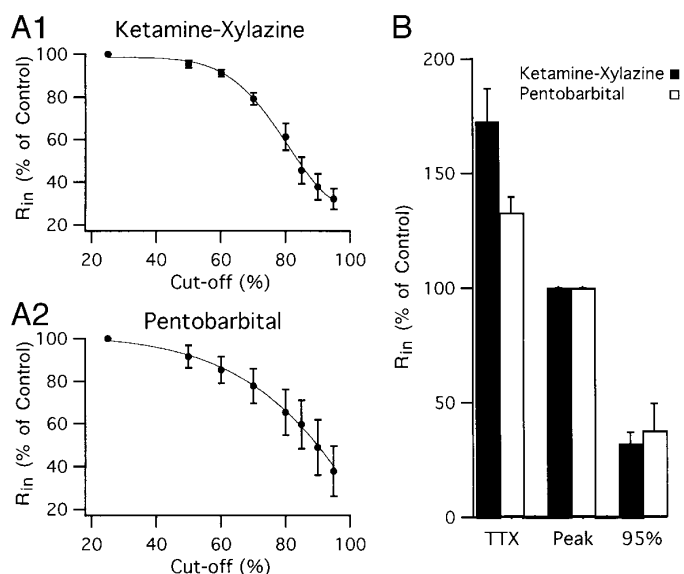 A1
Ketamine-Xylazine
100
80
60
40
20
Rin (% of Control)
20 40 60 80 100
Cut-off (%)
A2
Pentobarbital
100
80
60
40
20
Rin (% of Control)
20 40 60 80 100
Cut-off (%)
B
200
150
100
50
0
Rin (% of Control)
Ketamine-Xylazine
Pentobarbital
TTX Peak 95%